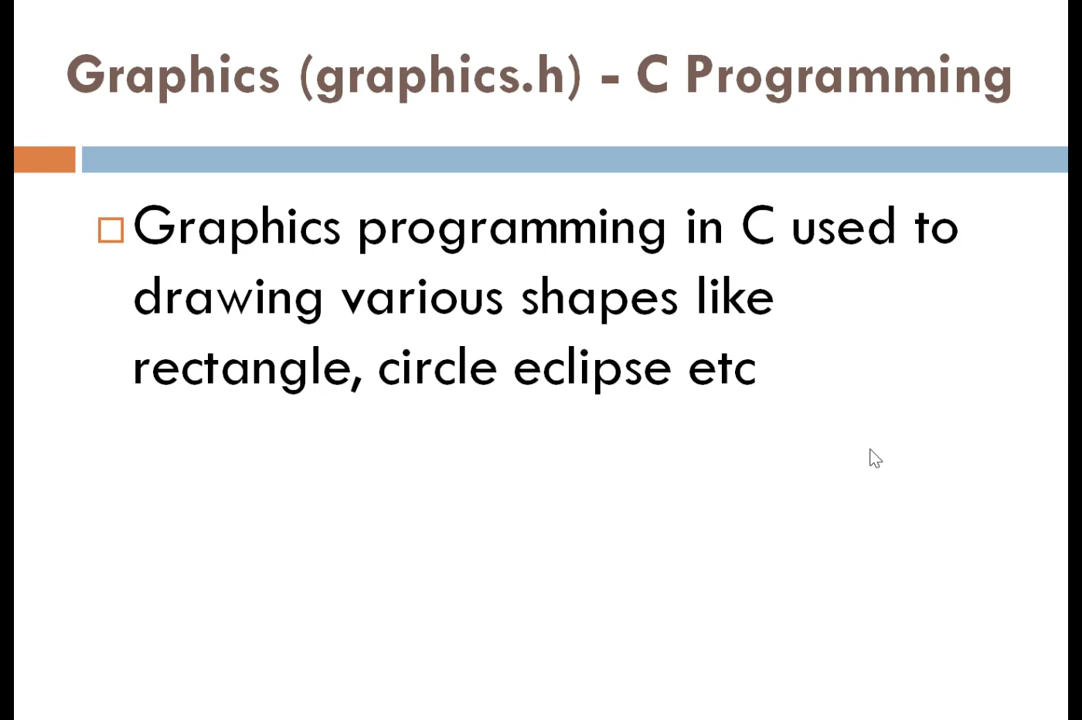 Graphics (graphics.h) - C Programming
Graphics programming in C used to
drawing various shapes like
rectangle, circle eclipse etc